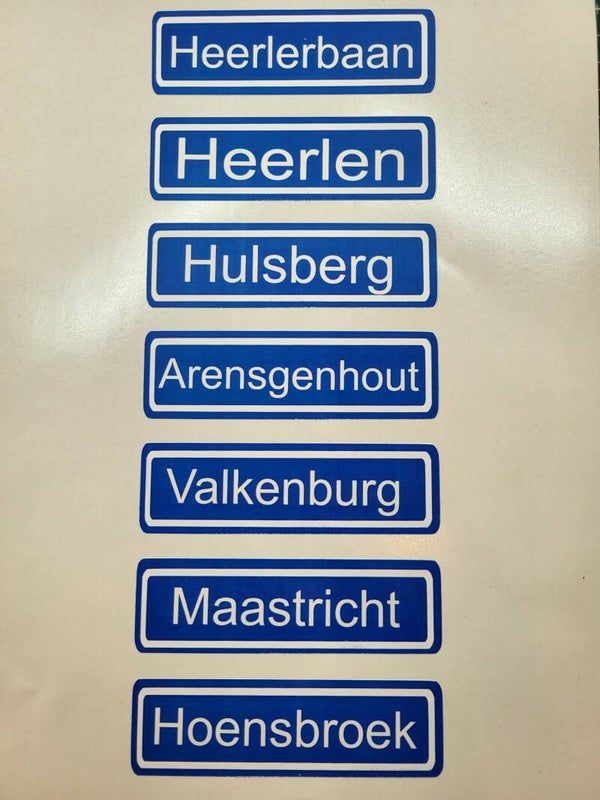 Heerlerbaan
Heerlen
Hulsberg
Arensgenhout
Valkenburg
Maastricht
Hoensbroek